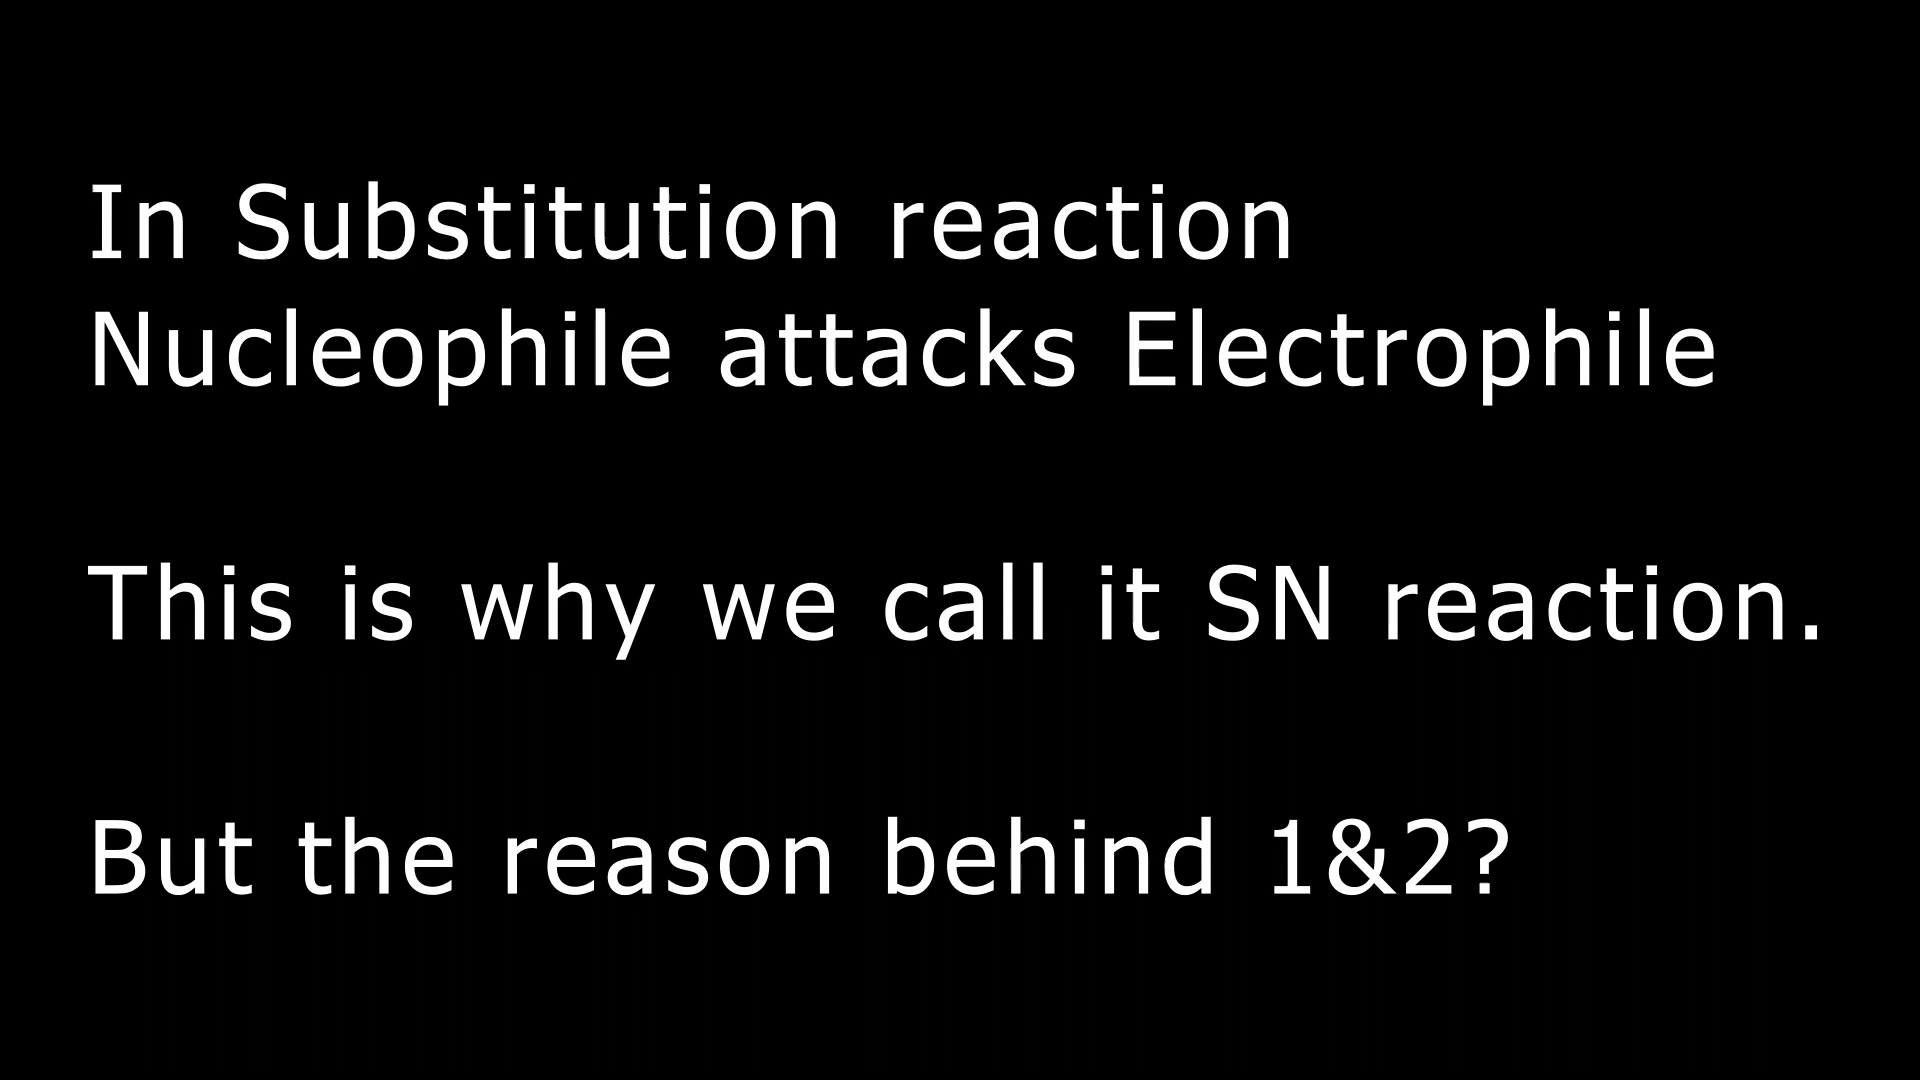 In Substitution reaction
Nucleophile attacks Electrophile
This is why we call it SN reaction.
But the reason behind 1&2?